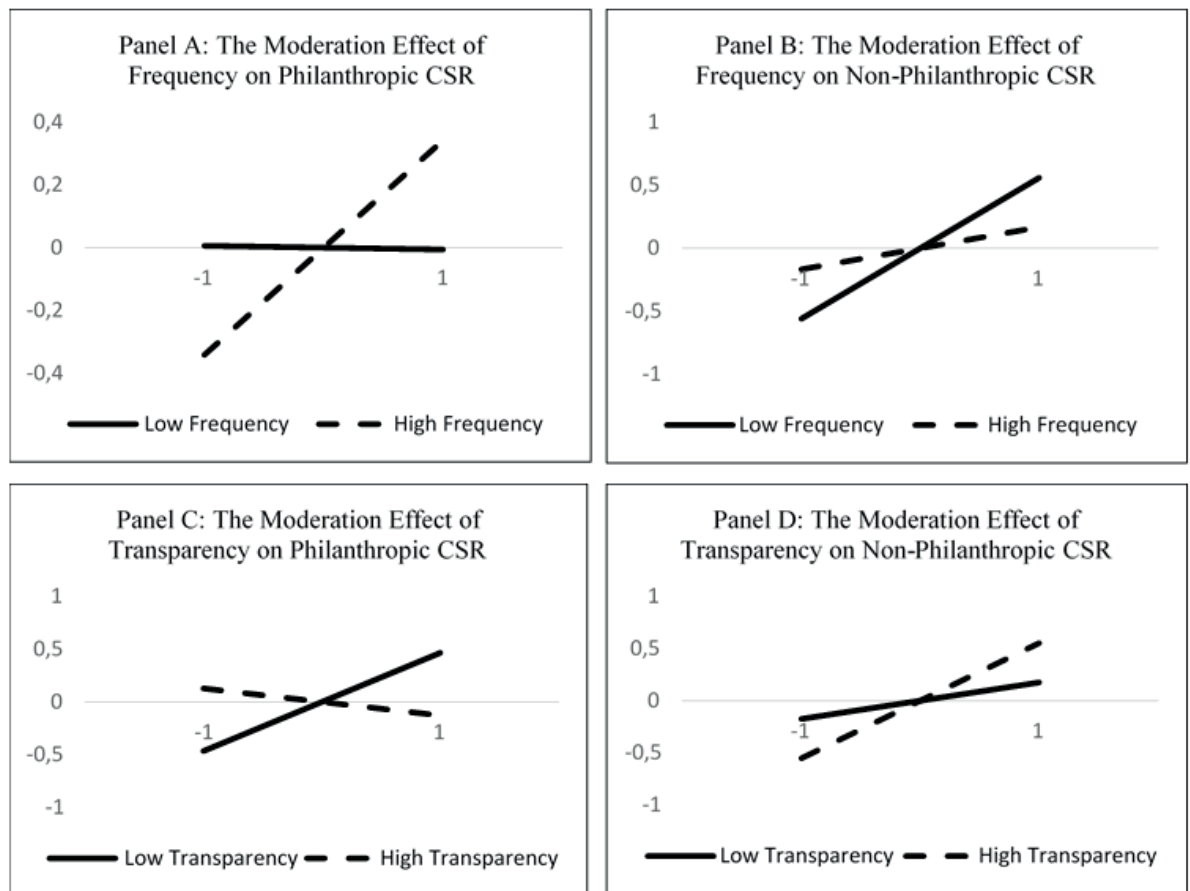 Panel A: The Moderation Effect of
Frequency on Philanthropic CSR
0,4
0,2
0
-0,2
-0,4
-1
1
Low Frequency
High Frequency
Panel B: The Moderation Effect of
Frequency on Non-Philanthropic CSR
1
0,5
0
-0,5
-1
-1
1
Low Frequency
High Frequency
Panel C: The Moderation Effect of
Transparency on Philanthropic CSR
1
0,5
0
-0,5
-1
-1
1
Low Transparency
High Transparency
Panel D: The Moderation Effect of
Transparency on Non-Philanthropic CSR
1
0,5
0
-0,5
-1
-1
1
Low Transparency
High Transparency